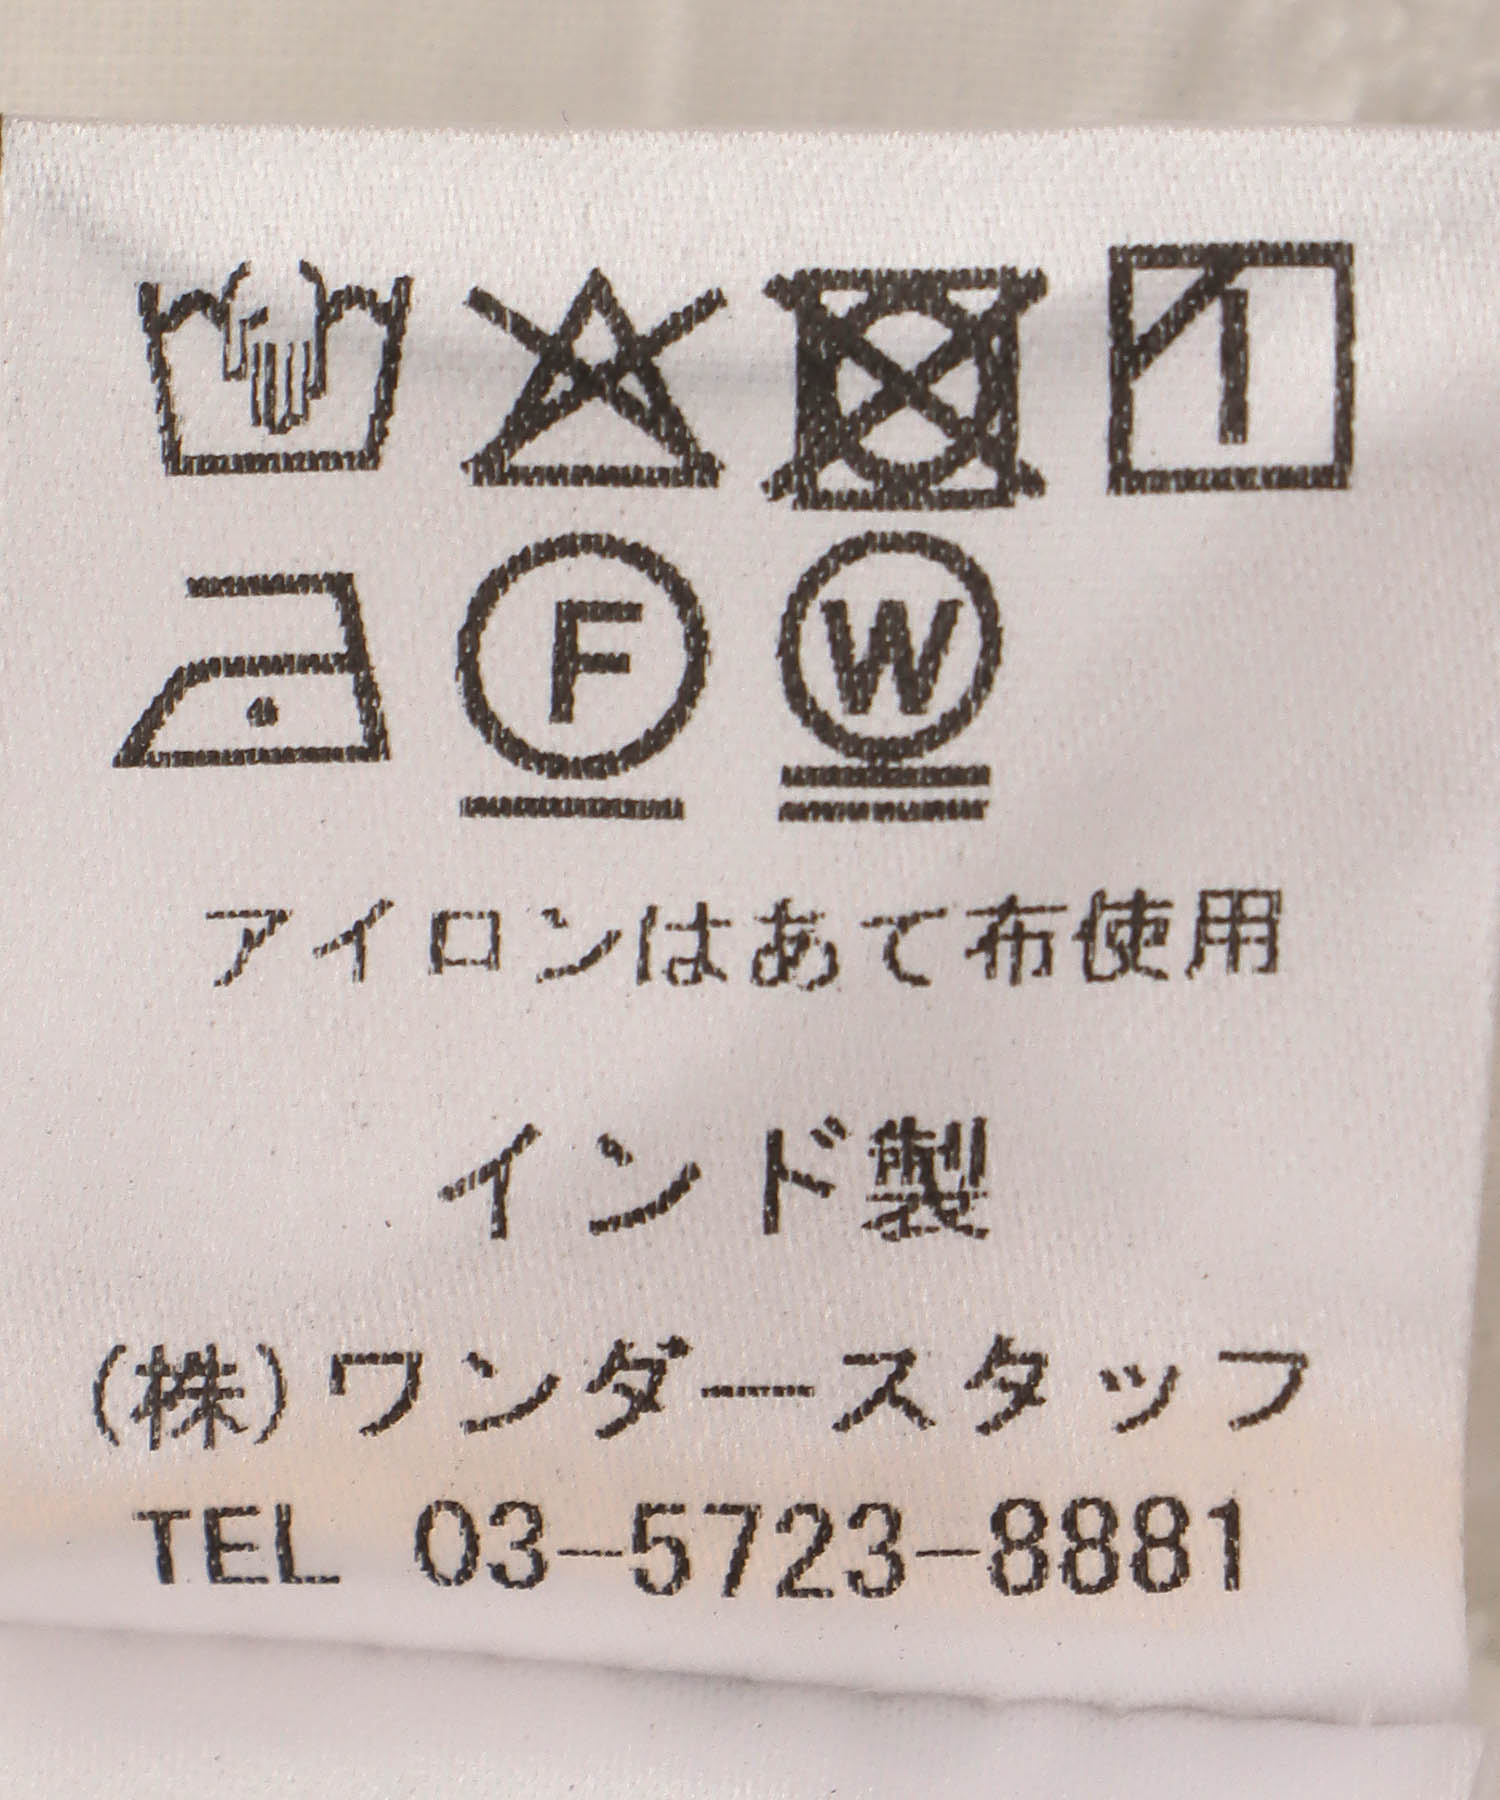 F W
アイロンはあて布使用
インド製
(株)ワンダースタッフ
TEL 03-5723-8881